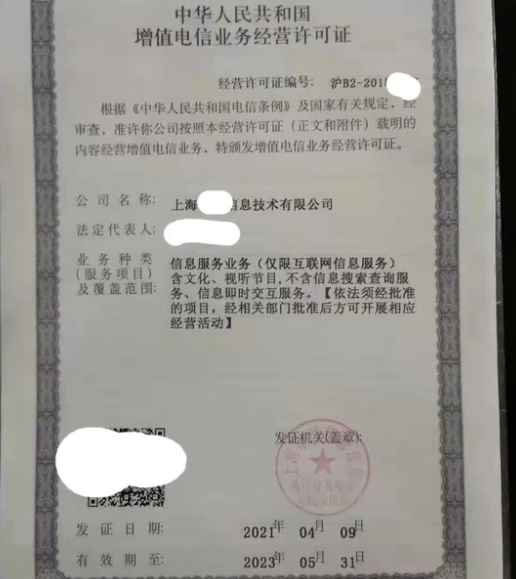 中华人民共和国
增值电信业务经营许可证
经营许可证编号: 沪B2-201
根据《中华人民共和国电信条例》及国家有关规定, 经
审查, 准许你公司按照本经营许可证（正文和附件）载明的
内容经营增值电信业务、特颁发增值电信业务经营许可证。
公司名称: 上海 信息技术有限公司
法定代表人:
业务种类 信息服务业务（仅限互联网信息服务）
(服务项目) 含文化、视听节目,不含信息搜索查询服
及覆盖范围: 务、信息即时交互服务。【依法须经批准
的项目, 经相关部门批准后方可开展相应
经营活动】
发证机关(盖章):
发证日期: 2021年 04月 09日
有效期至: 2023年 05月 31日